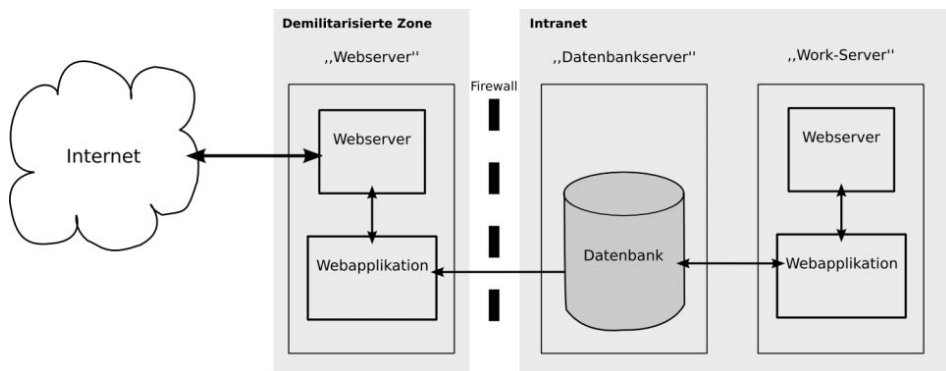 Demilitarisierte Zone
Intranet
,,Webserver''
,,Datenbankserver''
,,Work-Server''
Firewall
Internet
Webserver
Webapplikation
Datenbank
Webserver
Webapplikation